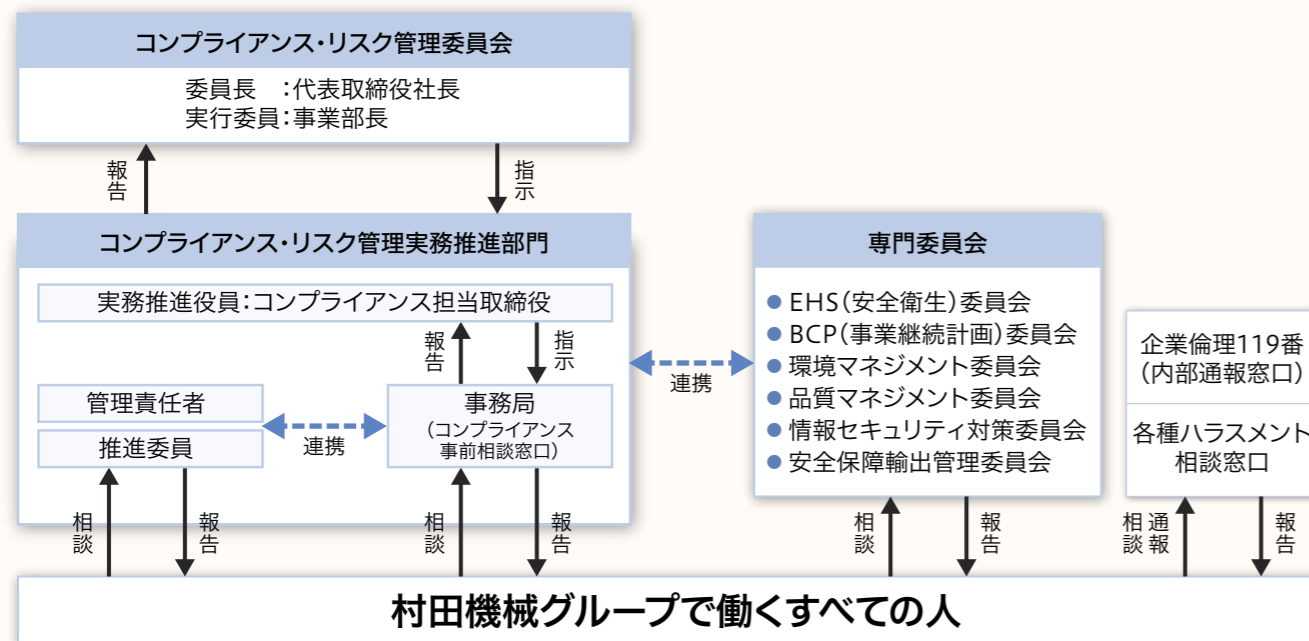 コンプライアンス・リスク管理委員会
委員長　：代表取締役社長
実行委員：事業部長
報告
指示
コンプライアンス・リスク管理実務推進部門
実務推進役員：コンプライアンス担当取締役
報告
指示
管理責任者
推進委員
連携
事務局
（コンプライアンス
事前相談窓口）
連携
専門委員会
EHS（安全衛生）委員会
BCP（事業継続計画）委員会
環境マネジメント委員会
品質マネジメント委員会
情報セキュリティ対策委員会
安全保障輸出管理委員会
企業倫理119番
（内部通報窓口）
各種ハラスメント
相談窓口
相談
報告
相談
報告
相談
報告
通報
相談
報告
村田機械グループで働くすべての人